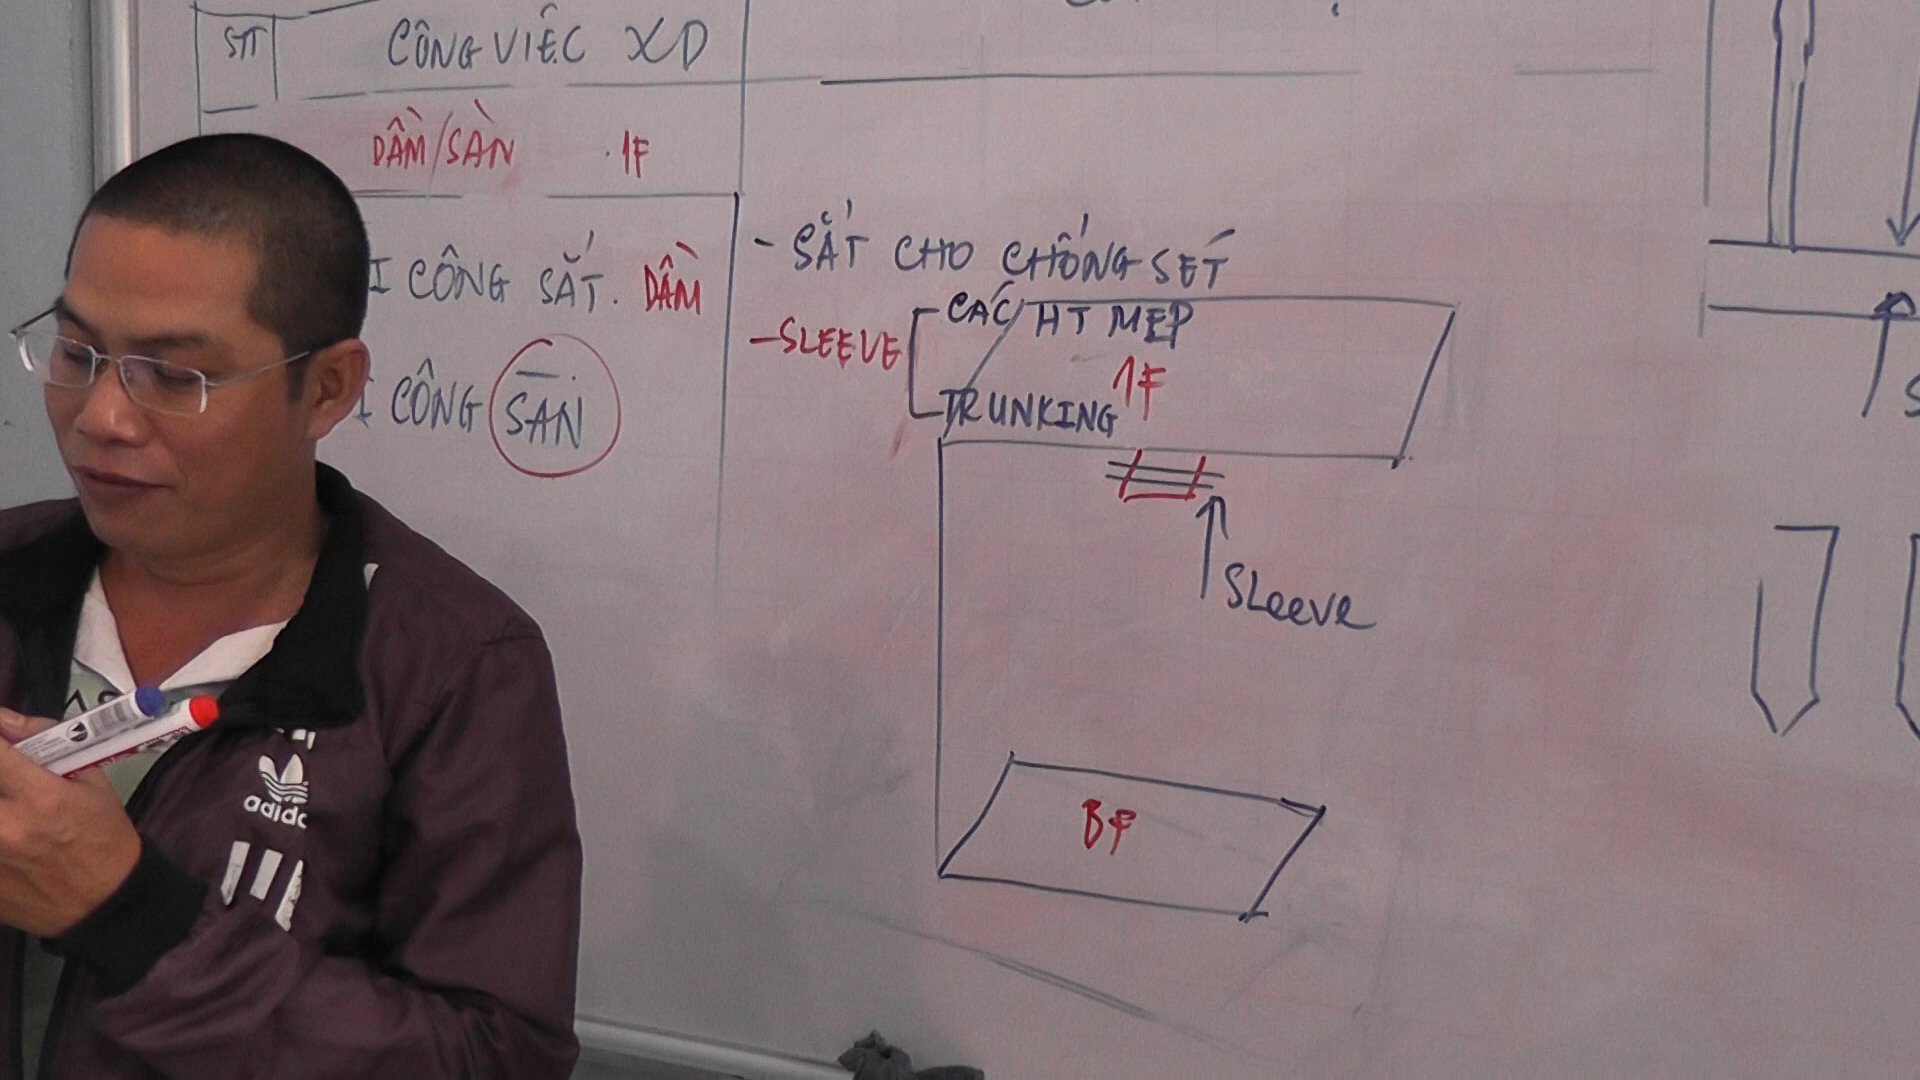 STT CÔNG VIỆC XD
DẦM/SÀN 1F
I CÔNG SẮT. DẦM
I CÔNG SÀN
- SẮT CHO CHỐNG SÉT
- SLEEVE
CÁC HT MEP
1F
TRUNKING
SLeeve
BF
S
adidas